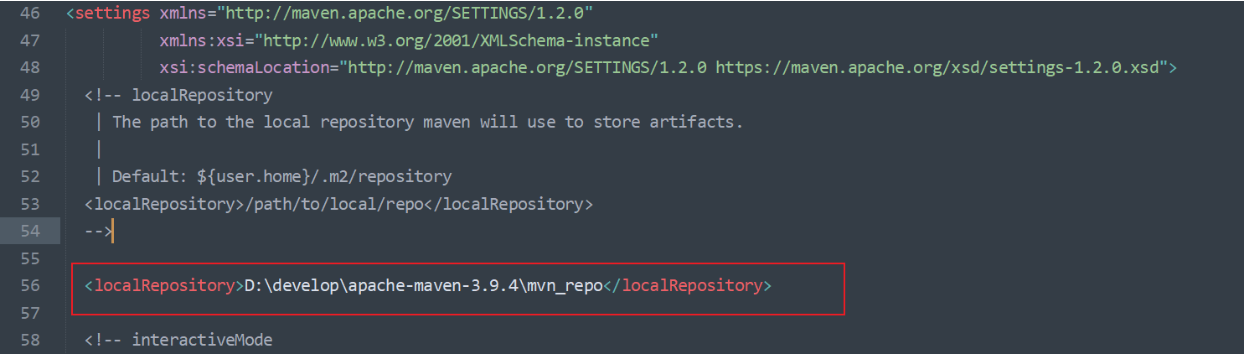 46 <settings xmlns="http://maven.apache.org/SETTINGS/1.2.0"
47 xmlns:xsi="http://www.w3.org/2001/XMLSchema-instance"
48 xsi:schemaLocation="http://maven.apache.org/SETTINGS/1.2.0 https://maven.apache.org/xsd/settings-1.2.0.xsd">
49 <!-- localRepository
50 | The path to the local repository maven will use to store artifacts.
51 |
52 | Default: ${user.home}/.m2/repository
53 <localRepository>/path/to/local/repo</localRepository>
54 -->
55
56 <localRepository>D:\develop\apache-maven-3.9.4\mvn_repo</localRepository>
57
58 <!-- interactiveMode